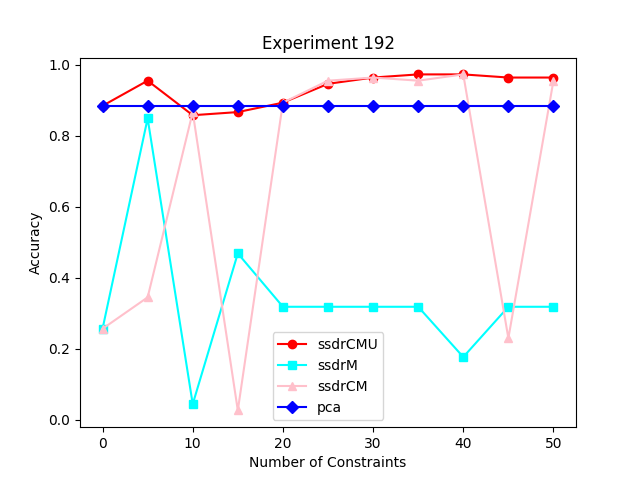 Experiment 192
Accuracy
1.0
0.8
0.6
0.4
0.2
0.0
ssdrCMU
ssdrM
ssdrCM
pca
0 10 20 30 40 50
Number of Constraints